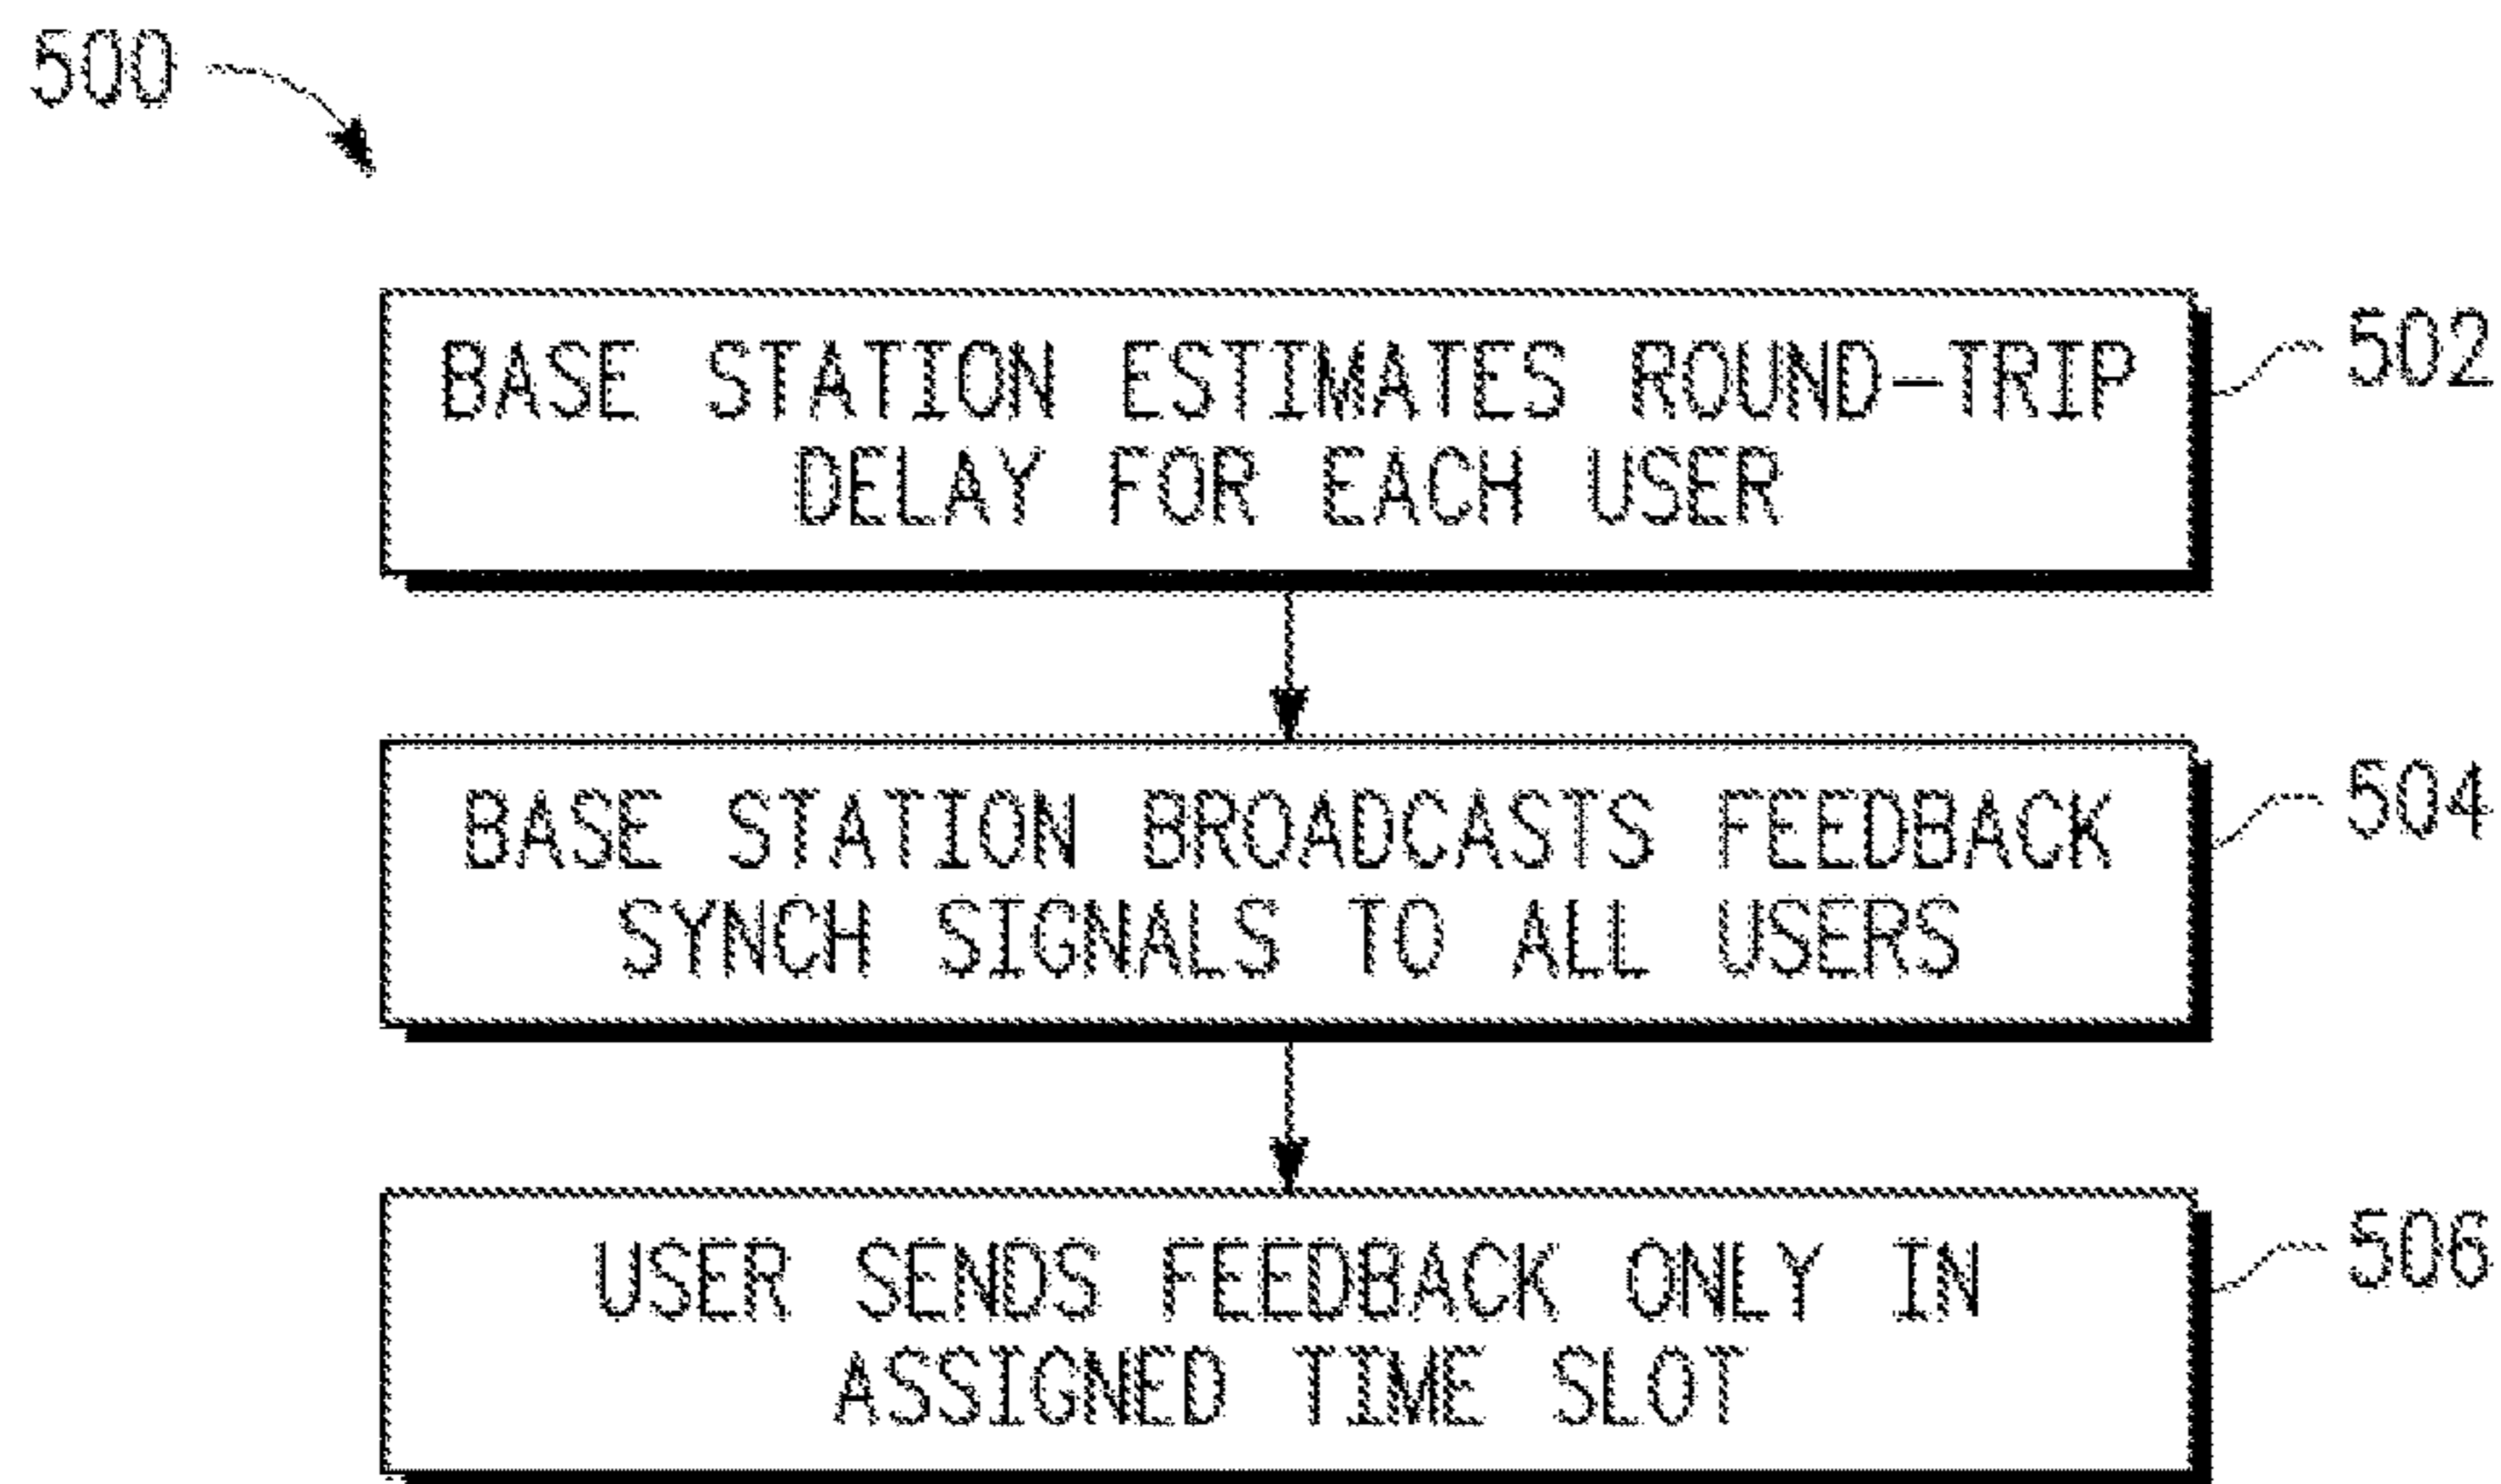 500
BASE STATION ESTIMATES ROUND-TRIP
DELAY FOR EACH USER
502
BASE STATION BROADCASTS FEEDBACK
SYNCH SIGNALS TO ALL USERS
504
USER SENDS FEEDBACK ONLY IN
ASSIGNED TIME SLOT
506